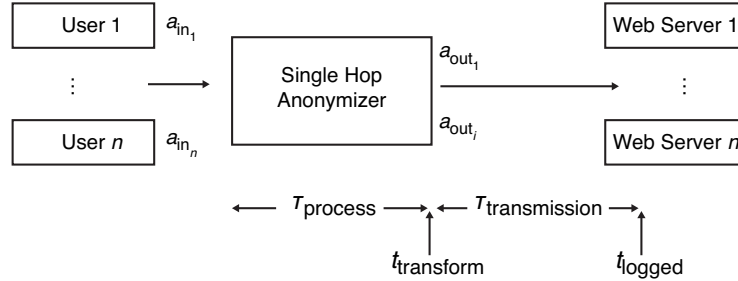 User 1
a_in_1
⋮
User n
a_in_n
Single Hop
Anonymizer
a_out_1
a_out_i
Web Server 1
⋮
Web Server n
τ_process
τ_transmission
t_transform
t_logged